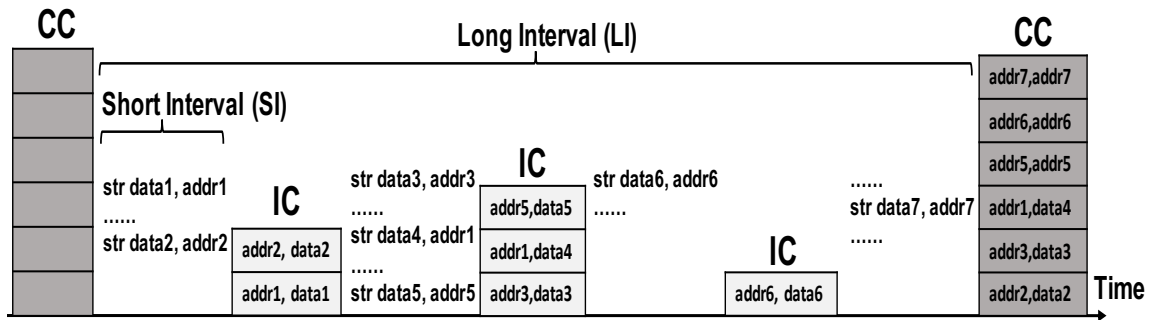 CC
Long Interval (LI)
CC
Short Interval (SI)
str data1, addr1
......
str data2, addr2
IC
addr2, data2
addr1, data1
str data3, addr3
......
str data4, addr1
......
str data5, addr5
IC
addr5,data5
addr1,data4
addr3,data3
str data6, addr6
......
IC
addr6, data6
......
str data7, addr7
......
addr7,addr7
addr6,addr6
addr5,addr5
addr1,data4
addr3,data3
addr2,data2
Time